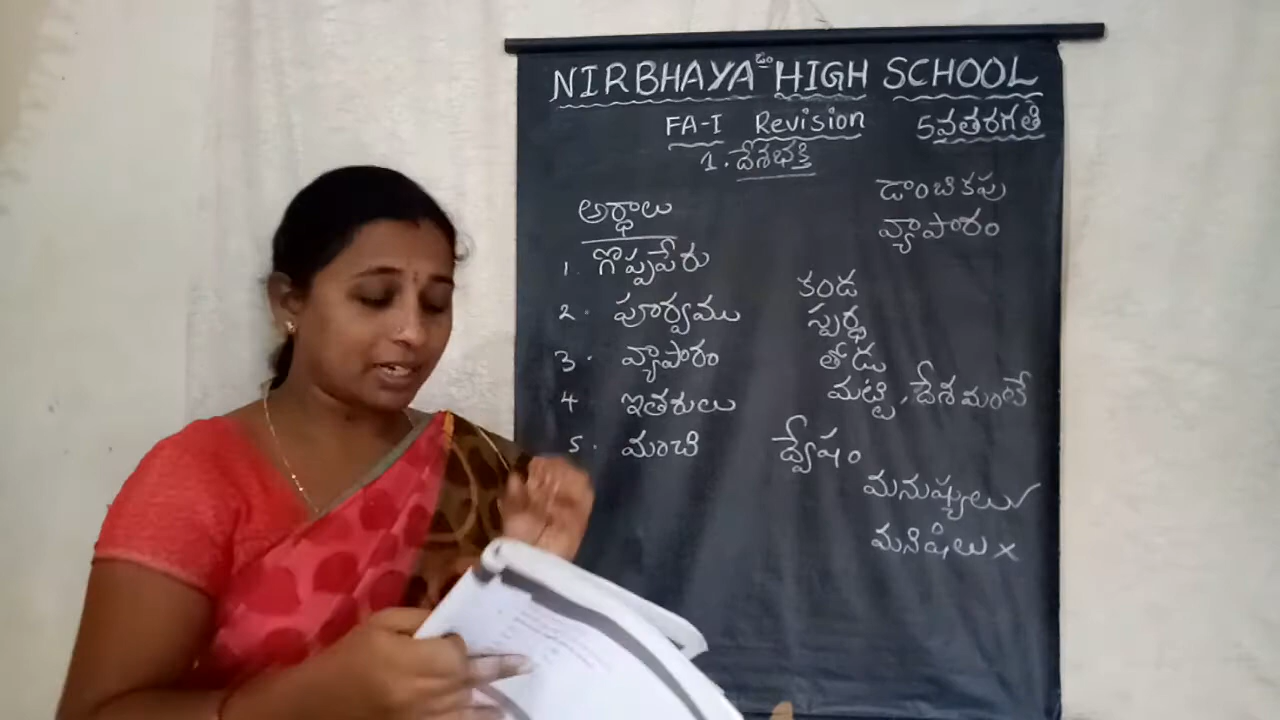 NIRBHAYA HIGH SCHOOL
FA-I Revision 5వతరగతి
1. దేశభక్తి
డాంబికపు
అర్థాలు
వ్యాపారం
1. గొప్పపేరు
కండ
2. పూర్వము
స్పర్ధ
3. వ్యాపారం
తోడు
4 ఇతరులు
మట్టి, దేశమంటే
5. మంచి
ద్వేషం
మనుష్యులు ✓
మనిషిలు ×